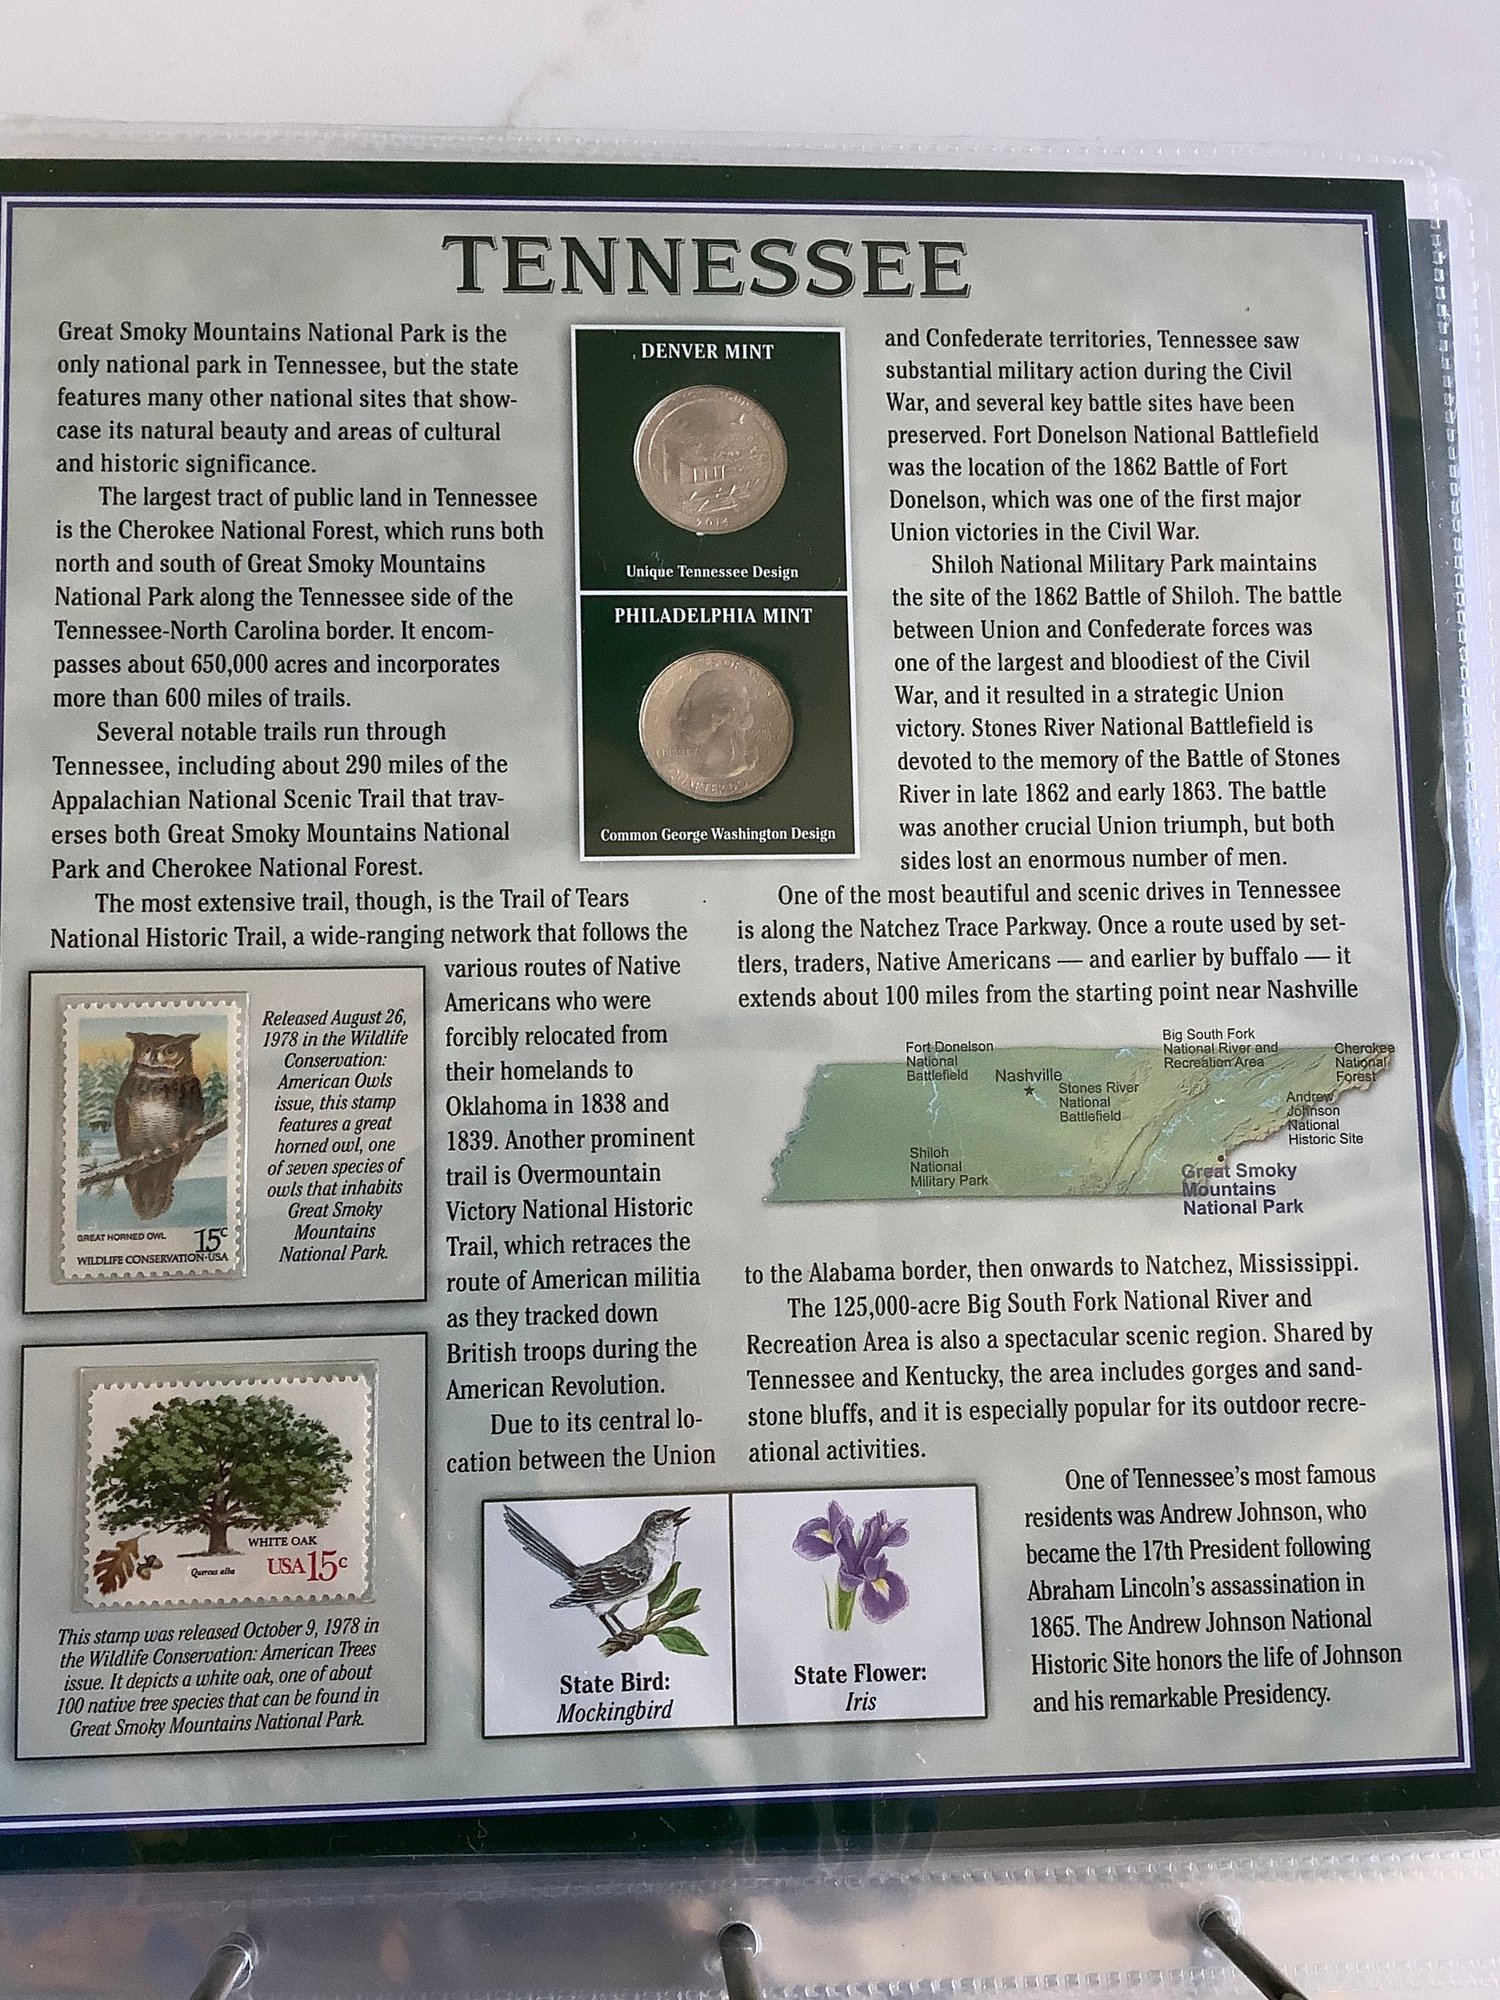 TENNESSEE
Great Smoky Mountains National Park is the
only national park in Tennessee, but the state
features many other national sites that show-
case its natural beauty and areas of cultural
and historic significance.
The largest tract of public land in Tennessee
is the Cherokee National Forest, which runs both
north and south of Great Smoky Mountains
National Park along the Tennessee side of the
Tennessee-North Carolina border. It encom-
passes about 650,000 acres and incorporates
more than 600 miles of trails.
Several notable trails run through
Tennessee, including about 290 miles of the
Appalachian National Scenic Trail that trav-
erses both Great Smoky Mountains National
Park and Cherokee National Forest.
The most extensive trail, though, is the Trail of Tears
National Historic Trail, a wide-ranging network that follows the
various routes of Native
Americans who were
forcibly relocated from
their homelands to
Oklahoma in 1838 and
1839. Another prominent
trail is Overmountain
Victory National Historic
Trail, which retraces the
route of American militia
as they tracked down
British troops during the
American Revolution.
Due to its central lo-
cation between the Union
DENVER MINT
2014
Unique Tennessee Design
PHILADELPHIA MINT
LIBERTY
Common George Washington Design
and Confederate territories, Tennessee saw
substantial military action during the Civil
War, and several key battle sites have been
preserved. Fort Donelson National Battlefield
was the location of the 1862 Battle of Fort
Donelson, which was one of the first major
Union victories in the Civil War.
Shiloh National Military Park maintains
the site of the 1862 Battle of Shiloh. The battle
between Union and Confederate forces was
one of the largest and bloodiest of the Civil
War, and it resulted in a strategic Union
victory. Stones River National Battlefield is
devoted to the memory of the Battle of Stones
River in late 1862 and early 1863. The battle
was another crucial Union triumph, but both
sides lost an enormous number of men.
One of the most beautiful and scenic drives in Tennessee
is along the Natchez Trace Parkway. Once a route used by set-
tlers, traders, Native Americans — and earlier by buffalo — it
extends about 100 miles from the starting point near Nashville
Fort Donelson
National
Battlefield
Nashville
Stones River
National
Battlefield
Big South Fork
National River and
Recreation Area
Cherokee
National
Forest
Andrew
Johnson
National
Historic Site
Shiloh
National
Military Park
Great Smoky
Mountains
National Park
to the Alabama border, then onwards to Natchez, Mississippi.
The 125,000-acre Big South Fork National River and
Recreation Area is also a spectacular scenic region. Shared by
Tennessee and Kentucky, the area includes gorges and sand-
stone bluffs, and it is especially popular for its outdoor recre-
ational activities.
One of Tennessee's most famous
residents was Andrew Johnson, who
became the 17th President following
Abraham Lincoln's assassination in
1865. The Andrew Johnson National
Historic Site honors the life of Johnson
and his remarkable Presidency.
GREAT HORNED OWL 15c
WILDLIFE CONSERVATION·USA
Released August 26,
1978 in the Wildlife
Conservation:
American Owls
issue, this stamp
features a great
horned owl, one
of seven species of
owls that inhabits
Great Smoky
Mountains
National Park.
WHITE OAK
Quercus alba
USA 15c
This stamp was released October 9, 1978 in
the Wildlife Conservation: American Trees
issue. It depicts a white oak, one of about
100 native tree species that can be found in
Great Smoky Mountains National Park.
State Bird:
Mockingbird
State Flower:
Iris